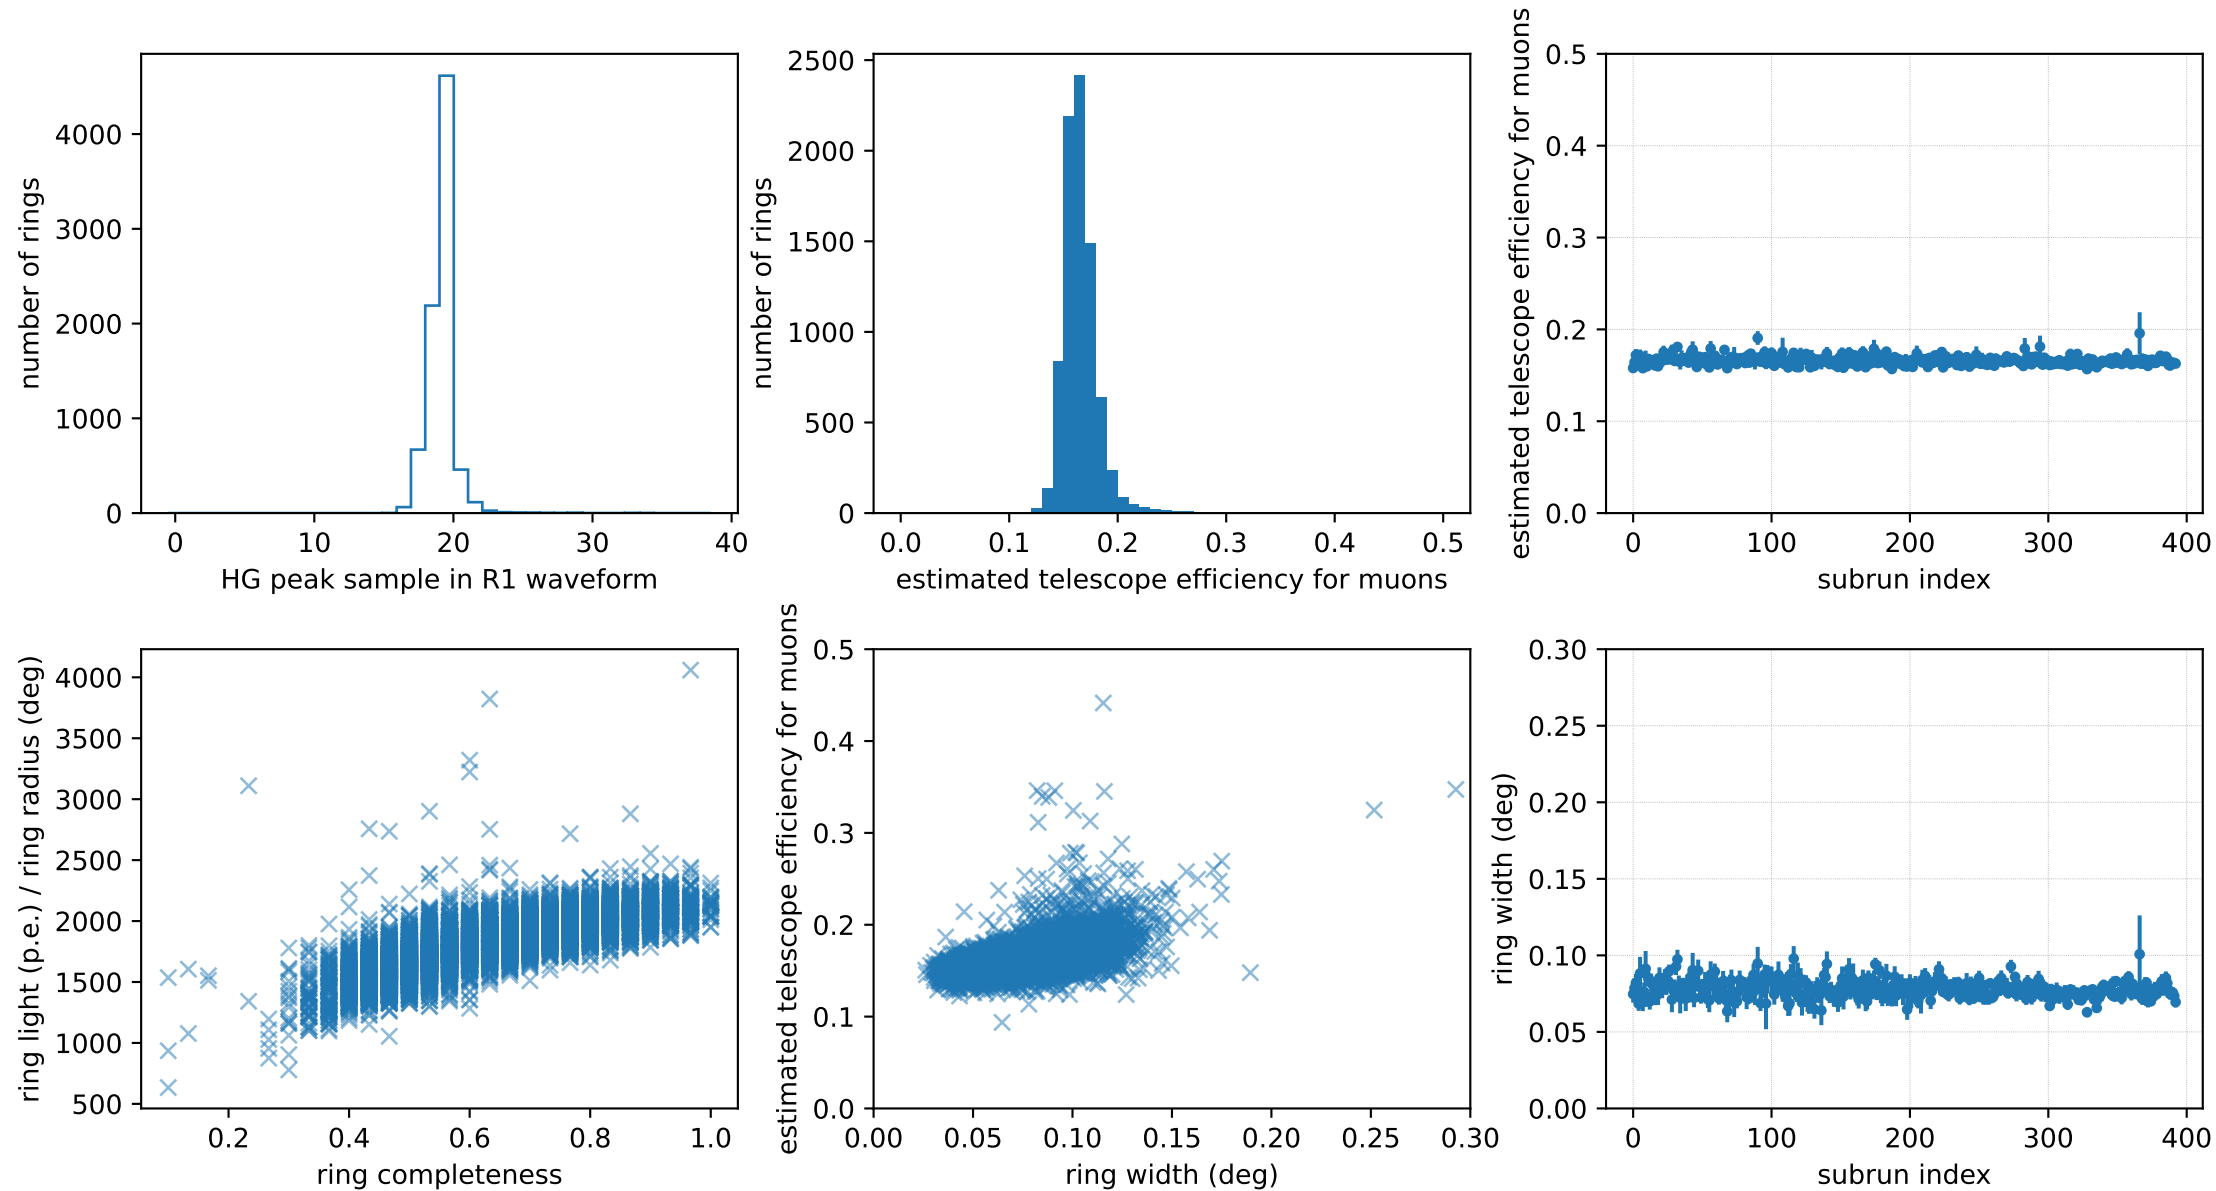 number of rings
4000
3000
2000
1000
0
0 10 20 30 40
HG peak sample in R1 waveform
number of rings
2500
2000
1500
1000
500
0
0.0 0.1 0.2 0.3 0.4 0.5
estimated telescope efficiency for muons
estimated telescope efficiency for muons
0.5
0.4
0.3
0.2
0.1
0.0
0 100 200 300 400
subrun index
ring light (p.e.) / ring radius (deg)
4000
3500
3000
2500
2000
1500
1000
500
0.2 0.4 0.6 0.8 1.0
ring completeness
estimated telescope efficiency for muons
0.5
0.4
0.3
0.2
0.1
0.0
0.00 0.05 0.10 0.15 0.20 0.25 0.30
ring width (deg)
ring width (deg)
0.30
0.25
0.20
0.15
0.10
0.05
0.00
0 100 200 300 400
subrun index